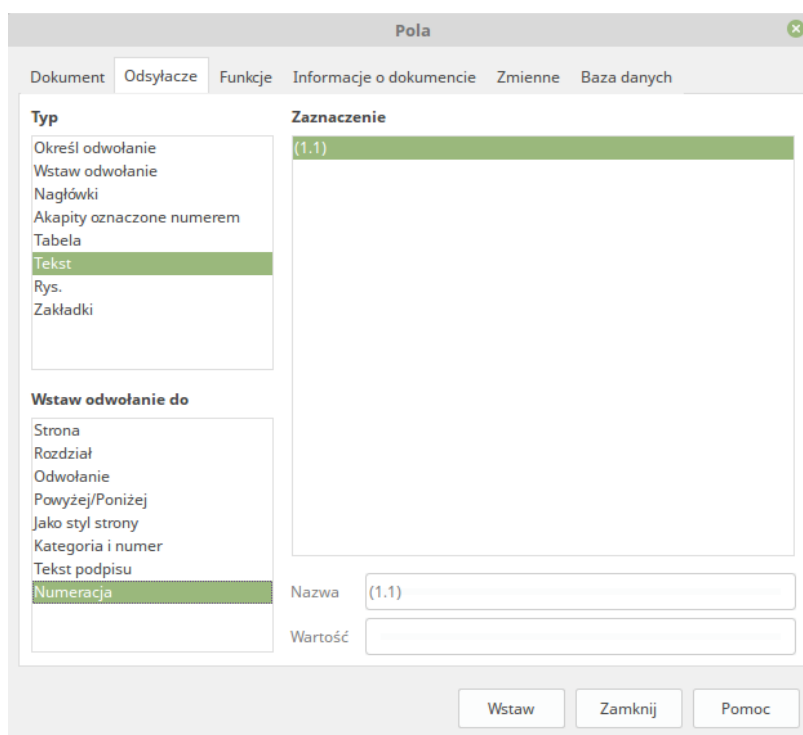 Pola
Dokument Odsyłacze Funkcje Informacje o dokumencie Zmienne Baza danych
Typ
Określ odwołanie
Wstaw odwołanie
Nagłówki
Akapity oznaczone numerem
Tabela
Tekst
Rys.
Zakładki
Wstaw odwołanie do
Strona
Rozdział
Odwołanie
Powyżej/Poniżej
Jako styl strony
Kategoria i numer
Tekst podpisu
Numeracja
Zaznaczenie
(1.1)
Nazwa (1.1)
Wartość
Wstaw Zamknij Pomoc